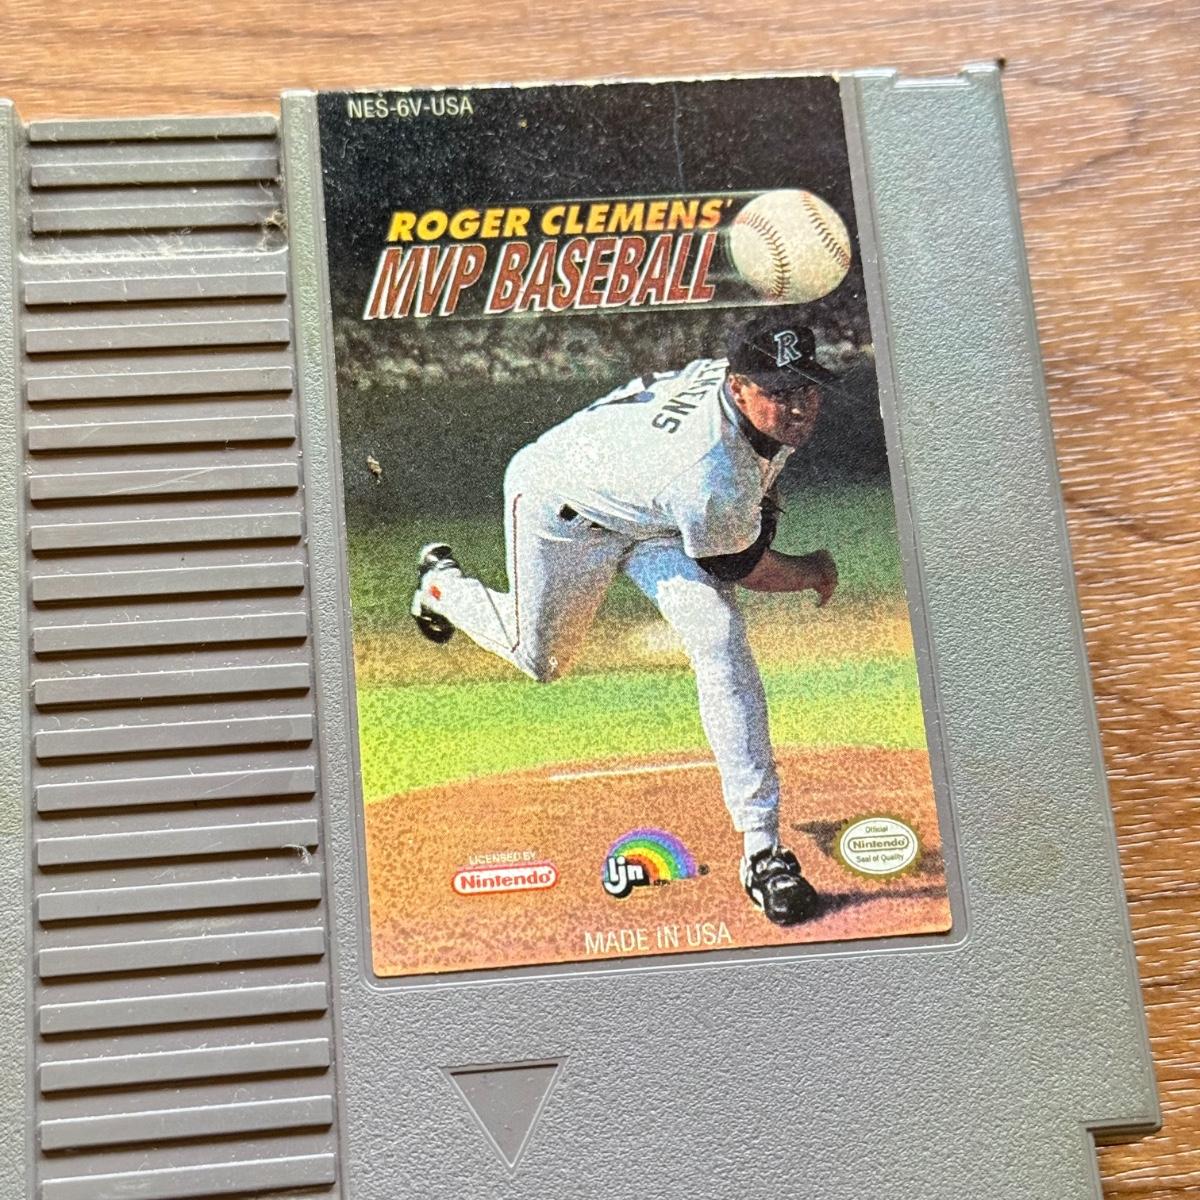 NES-6V-USA
ROGER CLEMENS'
MVP BASEBALL
R
LICENSED BY
Nintendo
ljn
Official
Nintendo
Seal of Quality
MADE IN USA